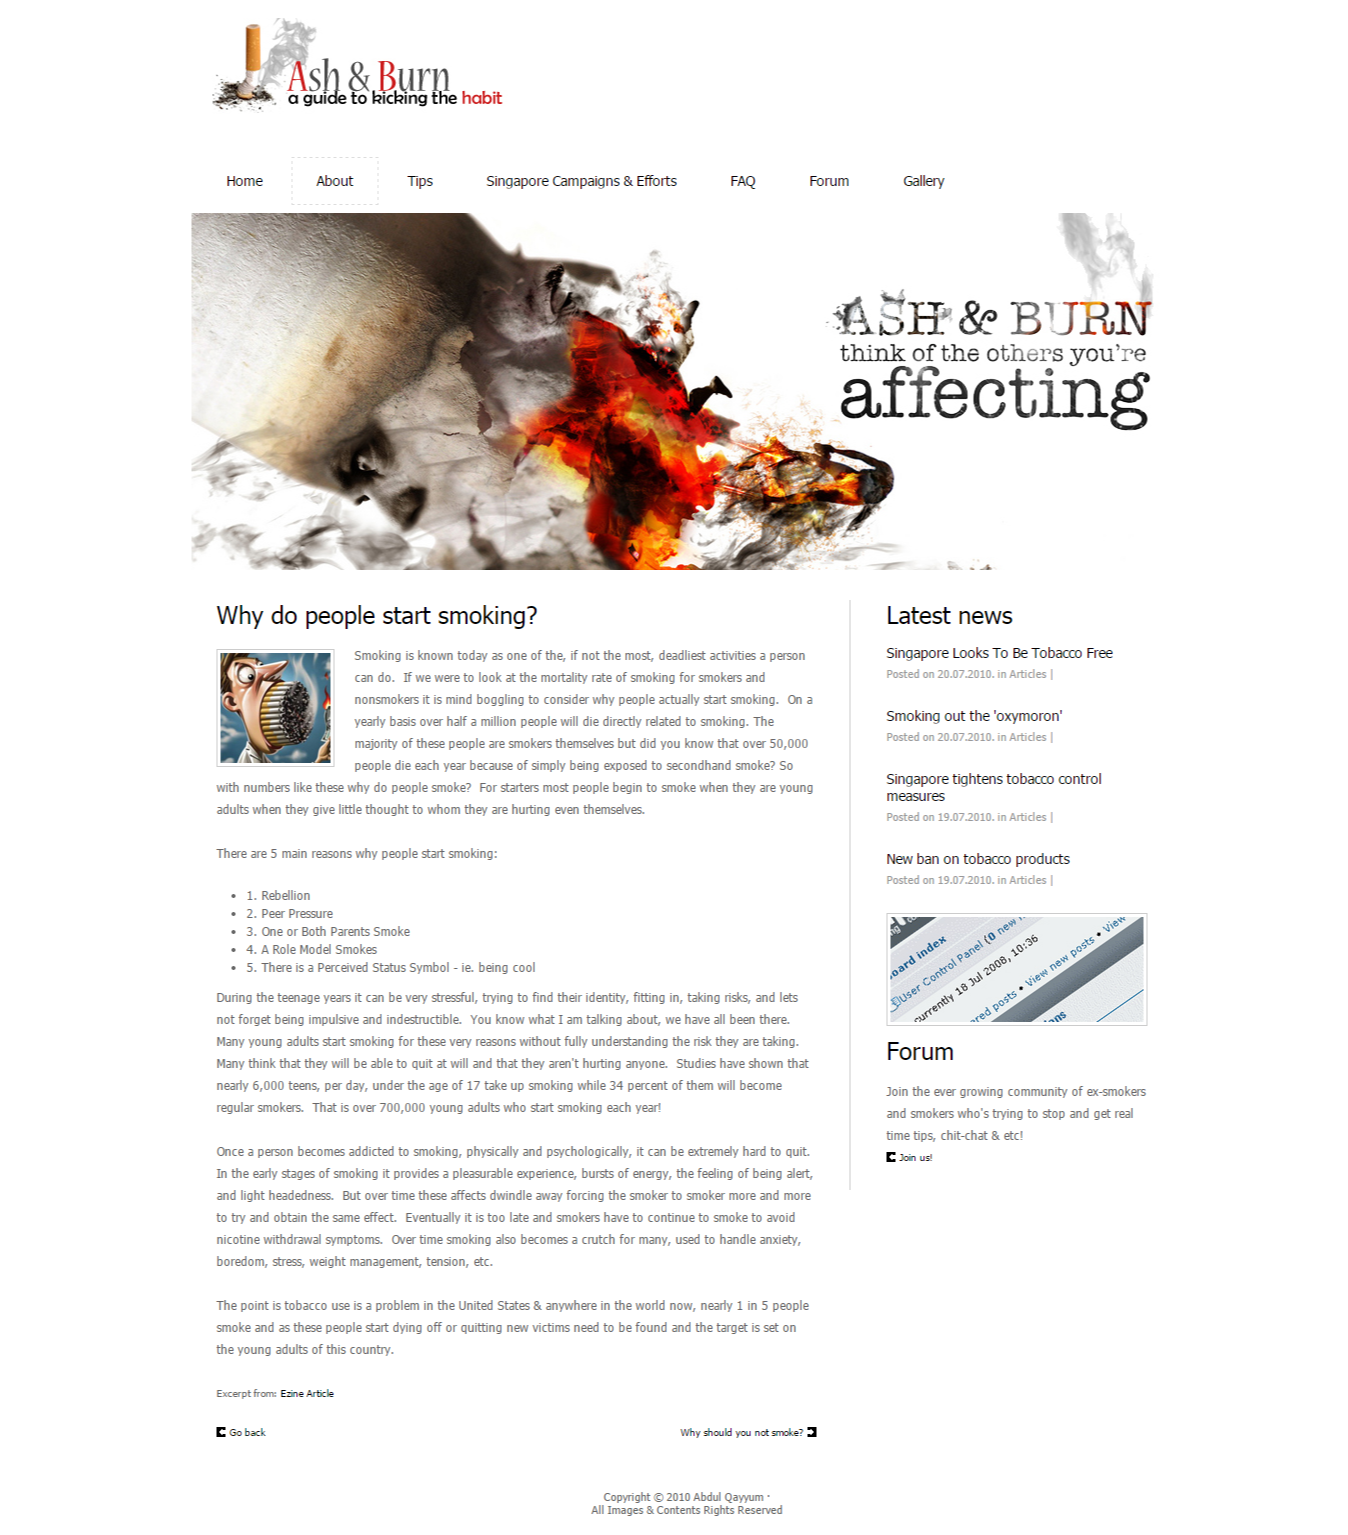 Ash & Burn
a guide to kicking the habit
Home
About
Tips
Singapore Campaigns & Efforts
FAQ
Forum
Gallery
ASH & BURN
think of the others you're
affecting
Why do people start smoking?
Smoking is known today as one of the, if not the most, deadliest activities a person
can do.  If we were to look at the mortality rate of smoking for smokers and
nonsmokers it is mind boggling to consider why people actually start smoking.  On a
yearly basis over half a million people will die directly related to smoking. The
majority of these people are smokers themselves but did you know that over 50,000
people die each year because of simply being exposed to secondhand smoke? So
with numbers like these why do people smoke?  For starters most people begin to smoke when they are young
adults when they give little thought to whom they are hurting even themselves.
There are 5 main reasons why people start smoking:
• 1. Rebellion
• 2. Peer Pressure
• 3. One or Both Parents Smoke
• 4. A Role Model Smokes
• 5. There is a Perceived Status Symbol - ie. being cool
During the teenage years it can be very stressful, trying to find their identity, fitting in, taking risks, and lets
not forget being impulsive and indestructible.  You know what I am talking about, we have all been there.
Many young adults start smoking for these very reasons without fully understanding the risk they are taking.
Many think that they will be able to quit at will and that they aren't hurting anyone.  Studies have shown that
nearly 6,000 teens, per day, under the age of 17 take up smoking while 34 percent of them will become
regular smokers.  That is over 700,000 young adults who start smoking each year!
Once a person becomes addicted to smoking, physically and psychologically, it can be extremely hard to quit.
In the early stages of smoking it provides a pleasurable experience, bursts of energy, the feeling of being alert,
and light headedness.  But over time these affects dwindle away forcing the smoker to smoker more and more
to try and obtain the same effect.  Eventually it is too late and smokers have to continue to smoke to avoid
nicotine withdrawal symptoms.  Over time smoking also becomes a crutch for many, used to handle anxiety,
boredom, stress, weight management, tension, etc.
The point is tobacco use is a problem in the United States & anywhere in the world now, nearly 1 in 5 people
smoke and as these people start dying off or quitting new victims need to be found and the target is set on
the young adults of this country.
Excerpt from: Ezine Article
Go back
Why should you not smoke?
Latest news
Singapore Looks To Be Tobacco Free
Posted on 20.07.2010. in Articles |
Smoking out the 'oxymoron'
Posted on 20.07.2010. in Articles |
Singapore tightens tobacco control
measures
Posted on 19.07.2010. in Articles |
New ban on tobacco products
Posted on 19.07.2010. in Articles |
oard index
User Control Panel (0 new
currently 18 Jul 2008, 10:36
ered posts • View new posts • View
Forum
Join the ever growing community of ex-smokers
and smokers who's trying to stop and get real
time tips, chit-chat & etc!
Join us!
Copyright © 2010 Abdul Qayyum ·
All Images & Contents Rights Reserved